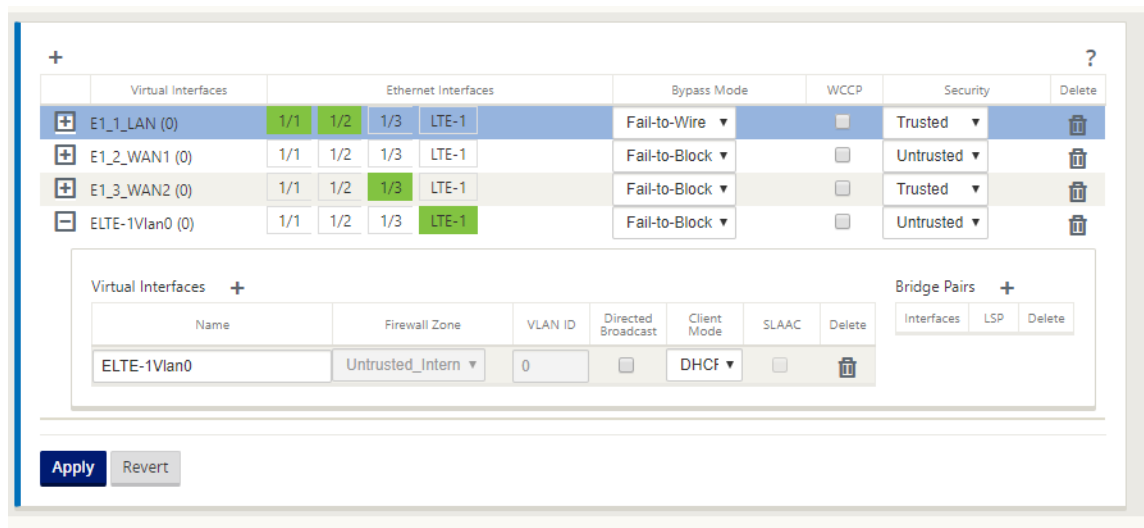 + ?
Virtual Interfaces Ethernet Interfaces Bypass Mode WCCP Security Delete
E1_1_LAN (0) 1/1 1/2 1/3 LTE-1 Fail-to-Wire Trusted
E1_2_WAN1 (0) 1/1 1/2 1/3 LTE-1 Fail-to-Block Untrusted
E1_3_WAN2 (0) 1/1 1/2 1/3 LTE-1 Fail-to-Block Trusted
ELTE-1Vlan0 (0) 1/1 1/2 1/3 LTE-1 Fail-to-Block Untrusted
Virtual Interfaces + Bridge Pairs +
Name Firewall Zone VLAN ID Directed Broadcast Client Mode SLAAC Delete Interfaces LSP Delete
ELTE-1Vlan0 Untrusted_Intern 0 DHCP
Apply Revert